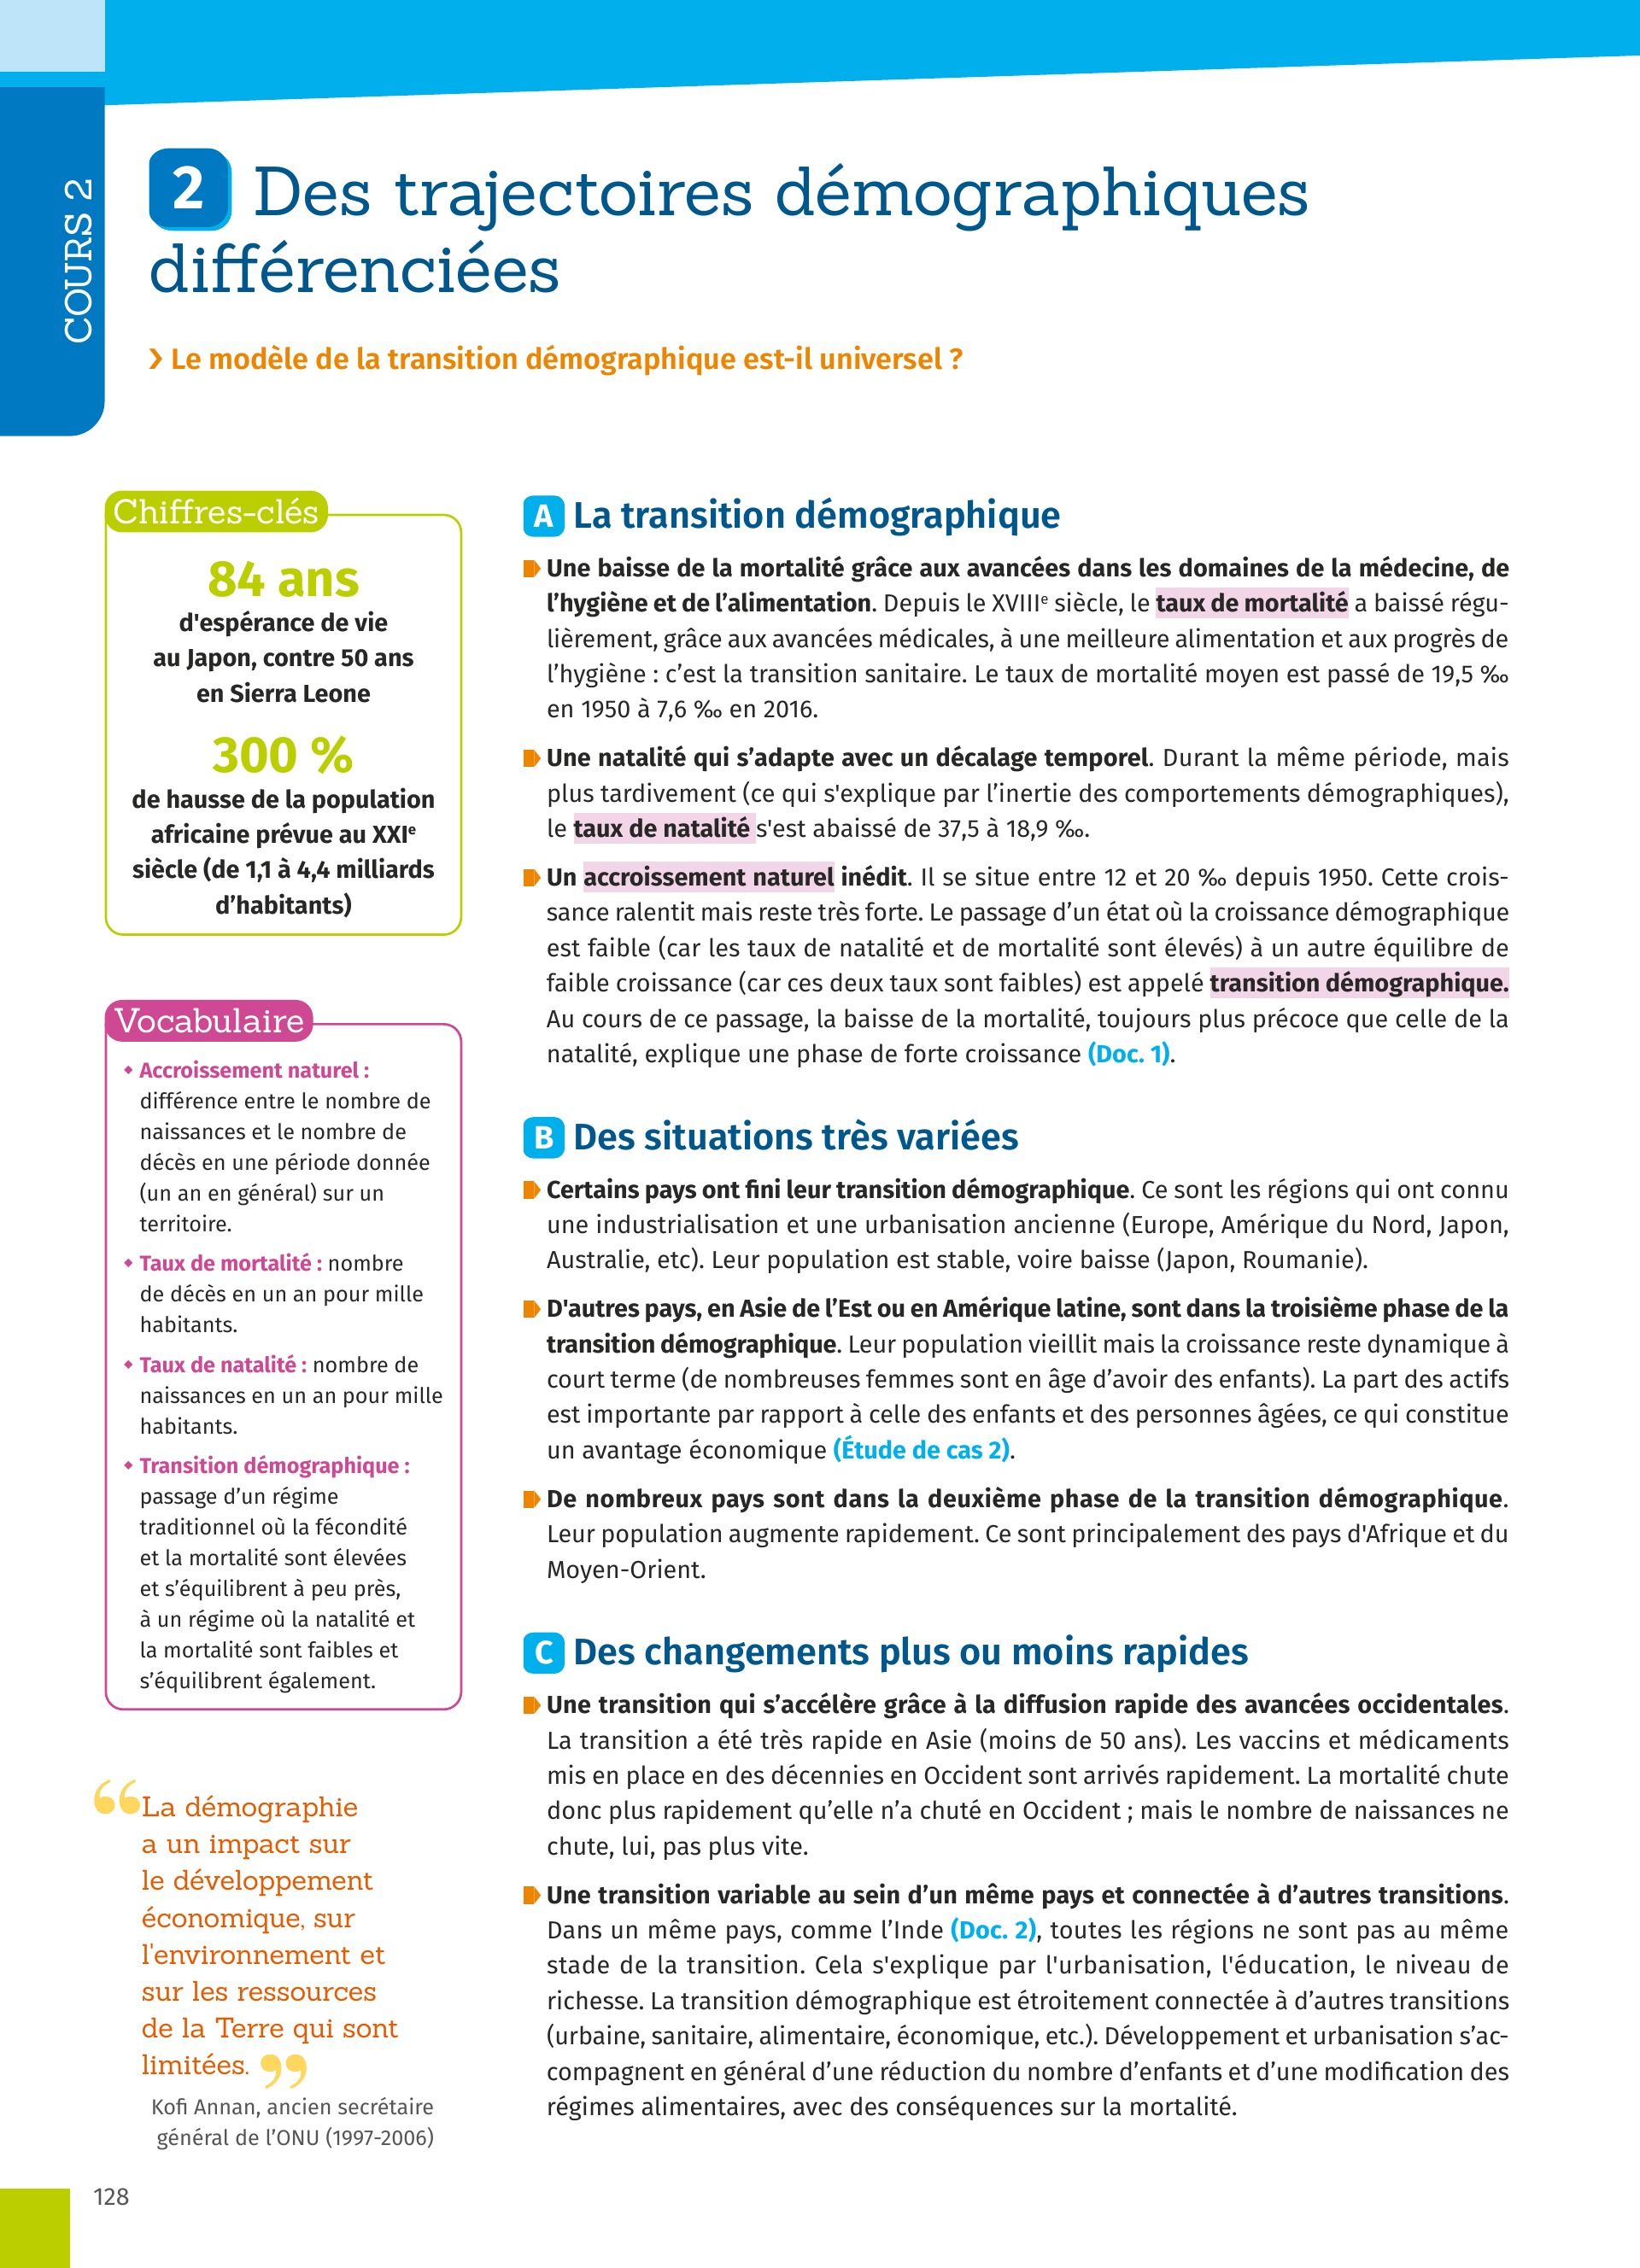 COURS 2
2 Des trajectoires démographiques
différenciées
› Le modèle de la transition démographique est-il universel ?
Chiffres-clés
84 ans
d'espérance de vie
au Japon, contre 50 ans
en Sierra Leone
300 %
de hausse de la population
africaine prévue au XXIe
siècle (de 1,1 à 4,4 milliards
d’habitants)
Vocabulaire
• Accroissement naturel :
différence entre le nombre de
naissances et le nombre de
décès en une période donnée
(un an en général) sur un
territoire.
• Taux de mortalité : nombre
de décès en un an pour mille
habitants.
• Taux de natalité : nombre de
naissances en un an pour mille
habitants.
• Transition démographique :
passage d’un régime
traditionnel où la fécondité
et la mortalité sont élevées
et s’équilibrent à peu près,
à un régime où la natalité et
la mortalité sont faibles et
s’équilibrent également.
“La démographie
a un impact sur
le développement
économique, sur
l'environnement et
sur les ressources
de la Terre qui sont
limitées. ”
Kofi Annan, ancien secrétaire
général de l’ONU (1997-2006)
A La transition démographique
Une baisse de la mortalité grâce aux avancées dans les domaines de la médecine, de
l’hygiène et de l’alimentation. Depuis le XVIIIe siècle, le taux de mortalité a baissé régu-
lièrement, grâce aux avancées médicales, à une meilleure alimentation et aux progrès de
l’hygiène : c’est la transition sanitaire. Le taux de mortalité moyen est passé de 19,5 ‰
en 1950 à 7,6 ‰ en 2016.
Une natalité qui s’adapte avec un décalage temporel. Durant la même période, mais
plus tardivement (ce qui s'explique par l’inertie des comportements démographiques),
le taux de natalité s'est abaissé de 37,5 à 18,9 ‰.
Un accroissement naturel inédit. Il se situe entre 12 et 20 ‰ depuis 1950. Cette crois-
sance ralentit mais reste très forte. Le passage d’un état où la croissance démographique
est faible (car les taux de natalité et de mortalité sont élevés) à un autre équilibre de
faible croissance (car ces deux taux sont faibles) est appelé transition démographique.
Au cours de ce passage, la baisse de la mortalité, toujours plus précoce que celle de la
natalité, explique une phase de forte croissance (Doc. 1).
B Des situations très variées
Certains pays ont fini leur transition démographique. Ce sont les régions qui ont connu
une industrialisation et une urbanisation ancienne (Europe, Amérique du Nord, Japon,
Australie, etc). Leur population est stable, voire baisse (Japon, Roumanie).
D'autres pays, en Asie de l’Est ou en Amérique latine, sont dans la troisième phase de la
transition démographique. Leur population vieillit mais la croissance reste dynamique à
court terme (de nombreuses femmes sont en âge d’avoir des enfants). La part des actifs
est importante par rapport à celle des enfants et des personnes âgées, ce qui constitue
un avantage économique (Étude de cas 2).
De nombreux pays sont dans la deuxième phase de la transition démographique.
Leur population augmente rapidement. Ce sont principalement des pays d'Afrique et du
Moyen-Orient.
C Des changements plus ou moins rapides
Une transition qui s’accélère grâce à la diffusion rapide des avancées occidentales.
La transition a été très rapide en Asie (moins de 50 ans). Les vaccins et médicaments
mis en place en des décennies en Occident sont arrivés rapidement. La mortalité chute
donc plus rapidement qu’elle n’a chuté en Occident ; mais le nombre de naissances ne
chute, lui, pas plus vite.
Une transition variable au sein d’un même pays et connectée à d’autres transitions.
Dans un même pays, comme l’Inde (Doc. 2), toutes les régions ne sont pas au même
stade de la transition. Cela s'explique par l'urbanisation, l'éducation, le niveau de
richesse. La transition démographique est étroitement connectée à d’autres transitions
(urbaine, sanitaire, alimentaire, économique, etc.). Développement et urbanisation s’ac-
compagnent en général d’une réduction du nombre d’enfants et d’une modification des
régimes alimentaires, avec des conséquences sur la mortalité.
128